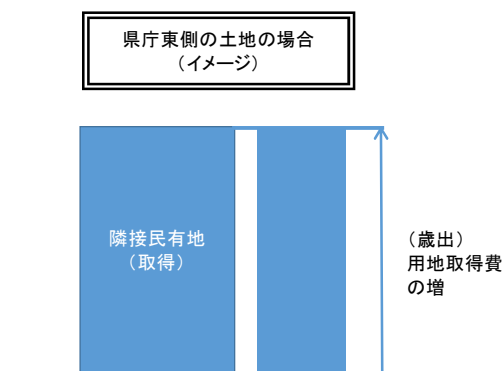 県庁東側の土地の場合
（イメージ）
隣接民有地
（取得）
（歳出）
用地取得費
の増